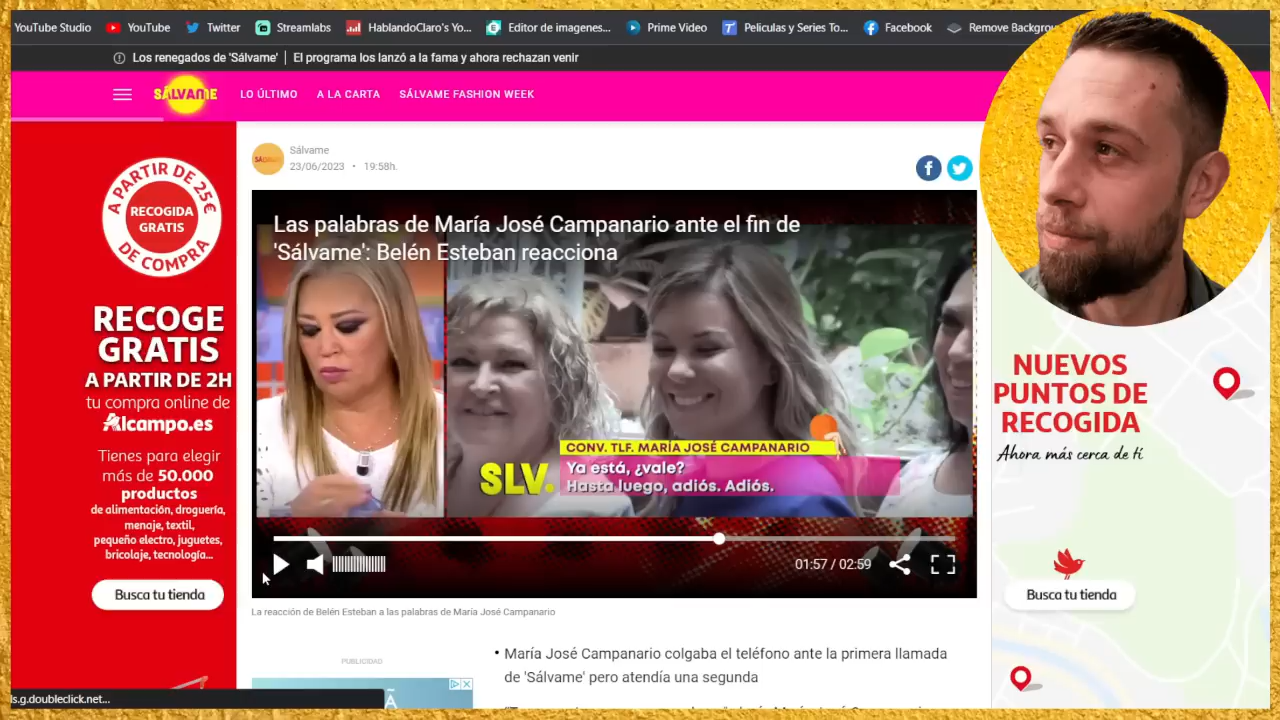 YouTube Studio
YouTube
Twitter
Streamlabs
HablandoClaro's Yo...
Editor de imagenes...
Prime Video
Peliculas y Series To...
Facebook
Los renegados de 'Sálvame' | El programa los lanzó a la fama y ahora rechazan venir
SÁLVAME
LO ÚLTIMO
A LA CARTA
SÁLVAME FASHION WEEK
Sálvame
23/06/2023 • 19:58h.
A PARTIR DE 25€
RECOGIDA
GRATIS
DE COMPRA
RECOGE
GRATIS
A PARTIR DE 2H
tu compra online de
Alcampo.es
Tienes para elegir
más de 50.000
productos
de alimentación, droguería,
menaje, textil,
pequeño electro, juguetes,
bricolaje, tecnología...
Busca tu tienda
Las palabras de María José Campanario ante el fin de
'Sálvame': Belén Esteban reacciona
CONV. TLF. MARÍA JOSÉ CAMPANARIO
SLV.
Ya está, ¿vale?
Hasta luego, adiós. Adiós.
01:57 / 02:59
La reacción de Belén Esteban a las palabras de María José Campanario
PUBLICIDAD
• María José Campanario colgaba el teléfono ante la primera llamada
de 'Sálvame' pero atendía una segunda
NUEVOS
PUNTOS DE
RECOGIDA
Ahora más cerca de ti
Busca tu tienda
s.g.doubleclick.net...